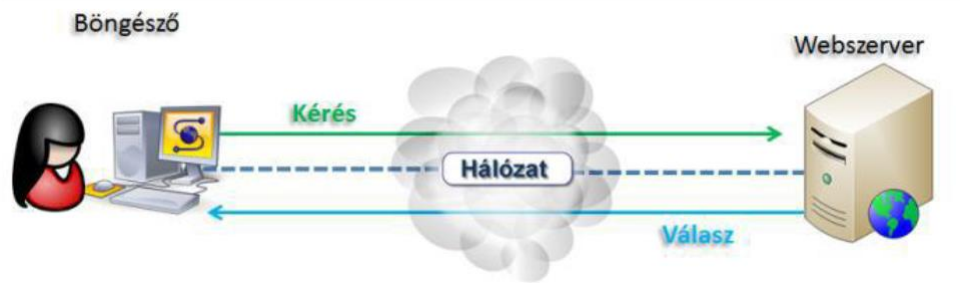 Böngésző
Webszerver
Kérés
Hálózat
Válasz